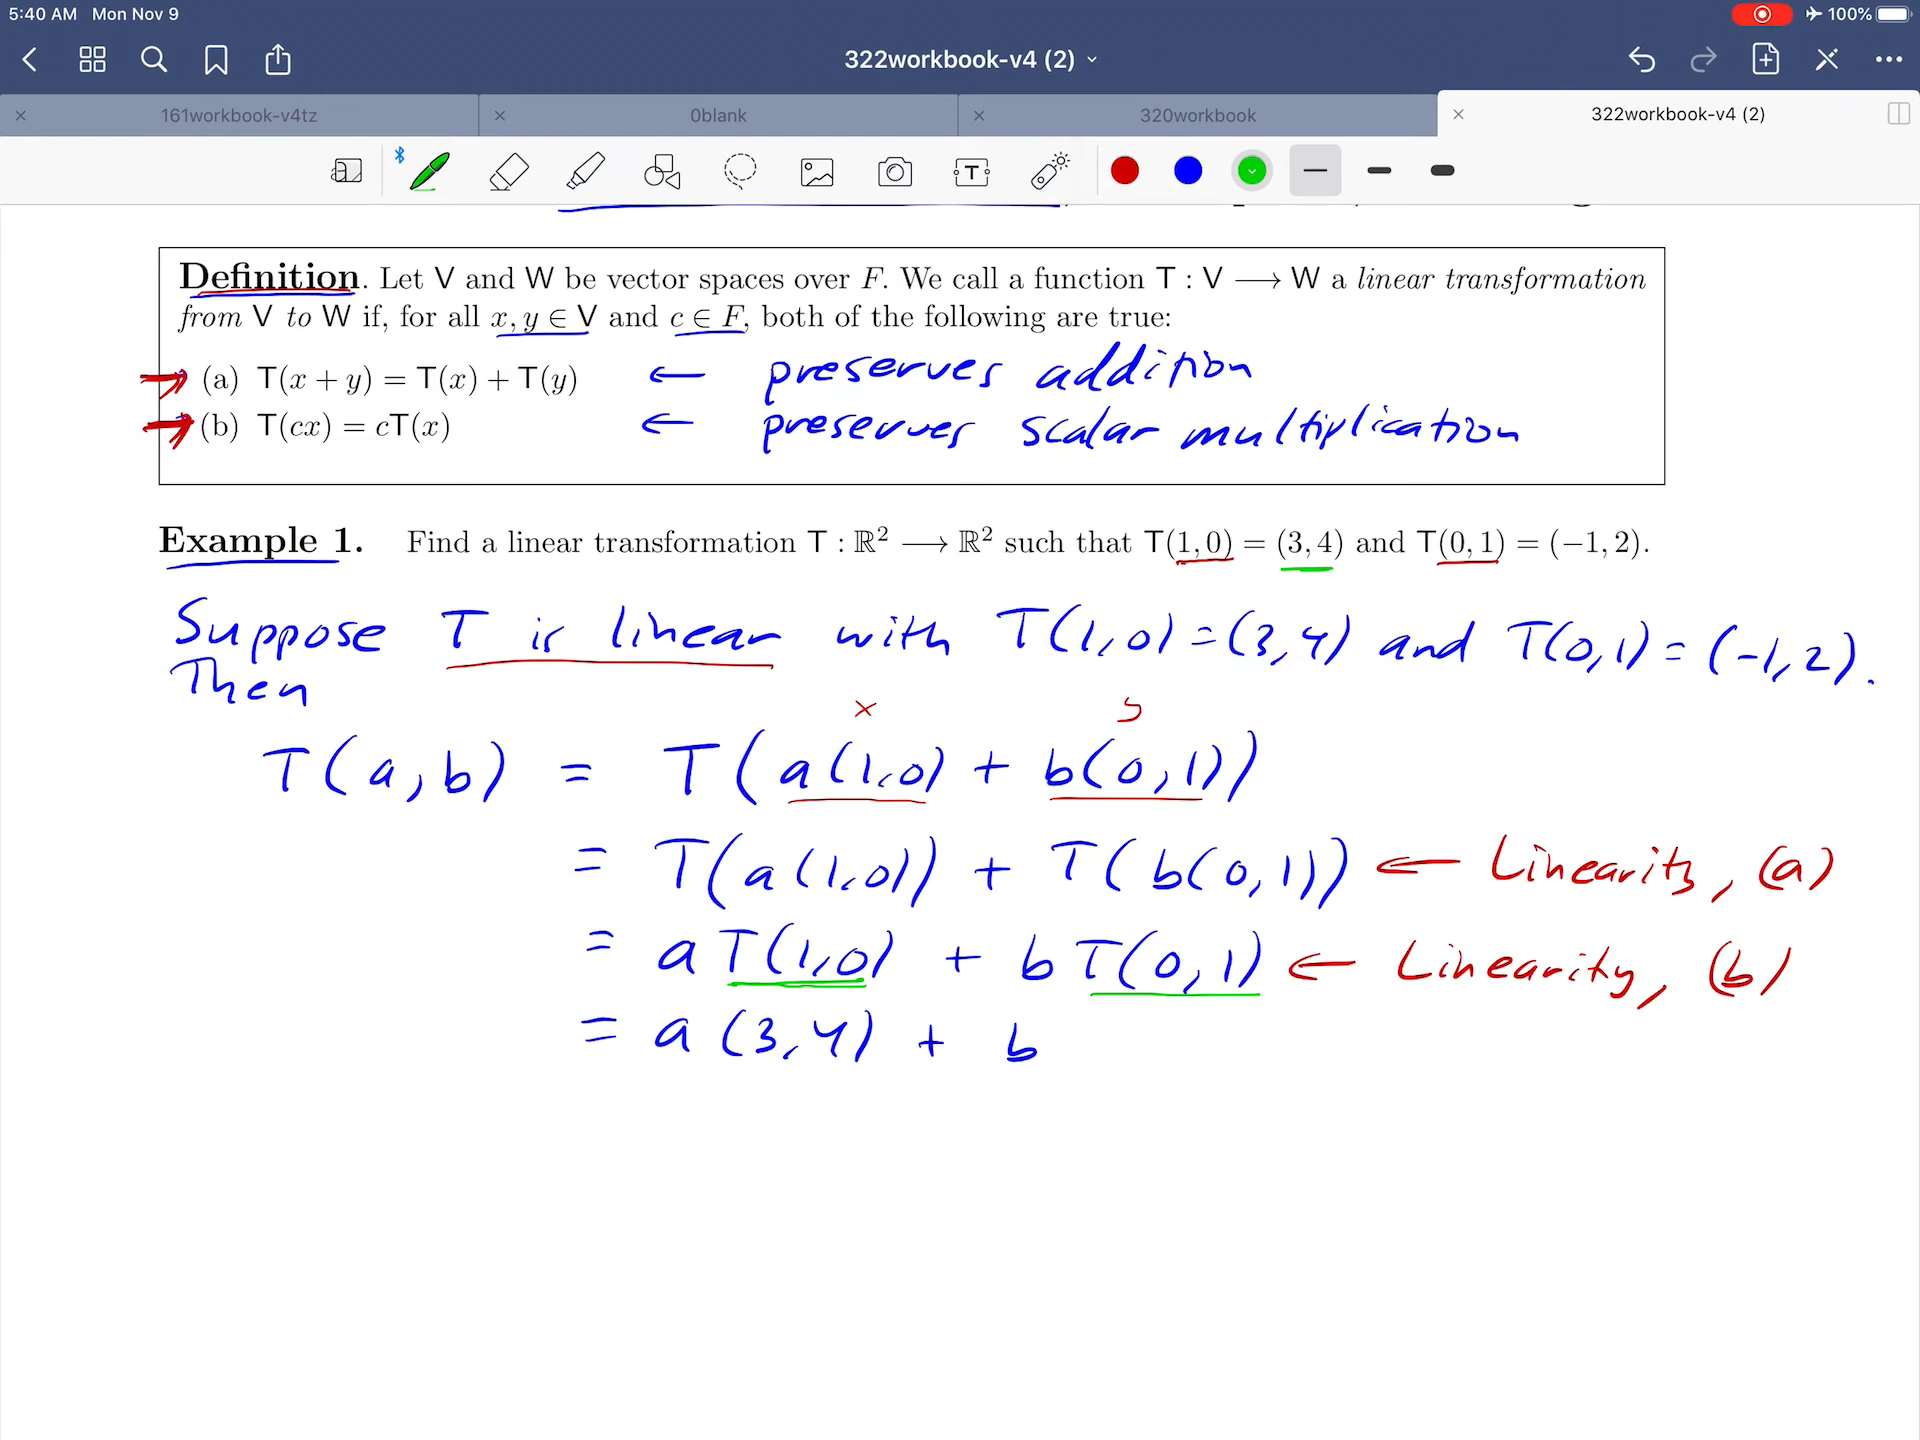 5:40 AM Mon Nov 9
100%
322workbook-v4 (2)
161workbook-v4tz
0blank
320workbook
322workbook-v4 (2)
Definition. Let V and W be vector spaces over F. We call a function T : V ⟶ W a linear transformation
from V to W if, for all x, y ∈ V and c ∈ F, both of the following are true:
(a) T(x + y) = T(x) + T(y) ← preserves addition
(b) T(cx) = cT(x) ← preserves scalar multiplication
Example 1. Find a linear transformation T : ℝ² ⟶ ℝ² such that T(1, 0) = (3, 4) and T(0, 1) = (−1, 2).
Suppose T is linear with T(1,0) = (3,4) and T(0,1) = (-1,2).
Then
x y
T(a,b) = T(a(1,0) + b(0,1))
= T(a(1,0)) + T(b(0,1)) ← Linearity, (a)
= a T(1,0) + b T(0,1) ← Linearity, (b)
= a (3,4) + b